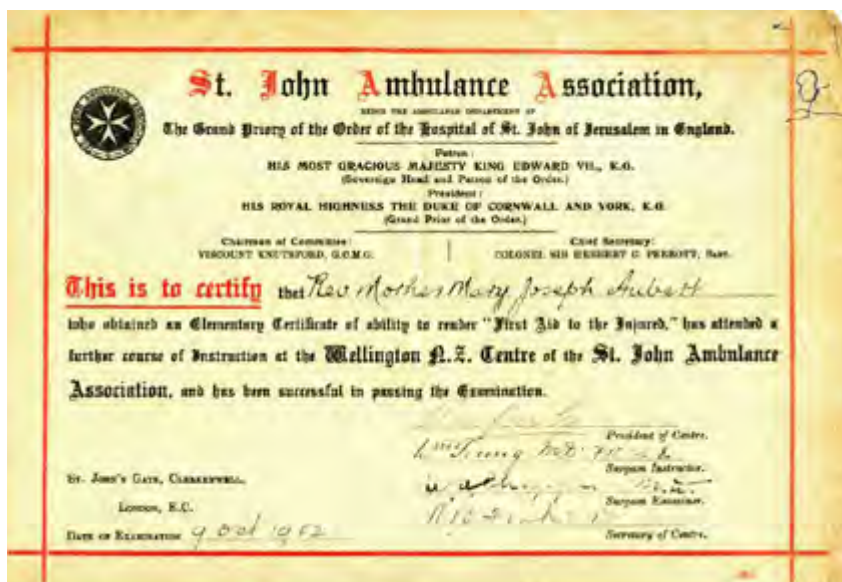 St. John Ambulance Association,
BEING THE AMBULANCE DEPARTMENT OF
The Grand Priory of the Order of the Hospital of St. John of Jerusalem in England.
Patron:
HIS MOST GRACIOUS MAJESTY KING EDWARD VII., K.G.
(Sovereign Head and Patron of the Order.)
President:
HIS ROYAL HIGHNESS THE DUKE OF CORNWALL AND YORK, K.G.
(Grand Prior of the Order.)
Chairman of Committee: Chief Secretary:
VISCOUNT KNUTSFORD, G.C.M.G. COLONEL SIR HERBERT C. PERROTT, Bart.
This is to certify that Rev Mother Mary Joseph Aubert
who obtained an Elementary Certificate of ability to render "First Aid to the Injured," has attended a
further course of Instruction at the Wellington N.Z. Centre of the St. John Ambulance
Association, and has been successful in passing the Examination.
President of Centre.
Surgeon Instructor.
St. John's Gate, Clerkenwell,
Surgeon Examiner.
London, E.C.
Date of Examination 9 Oct 1902
Secretary of Centre.